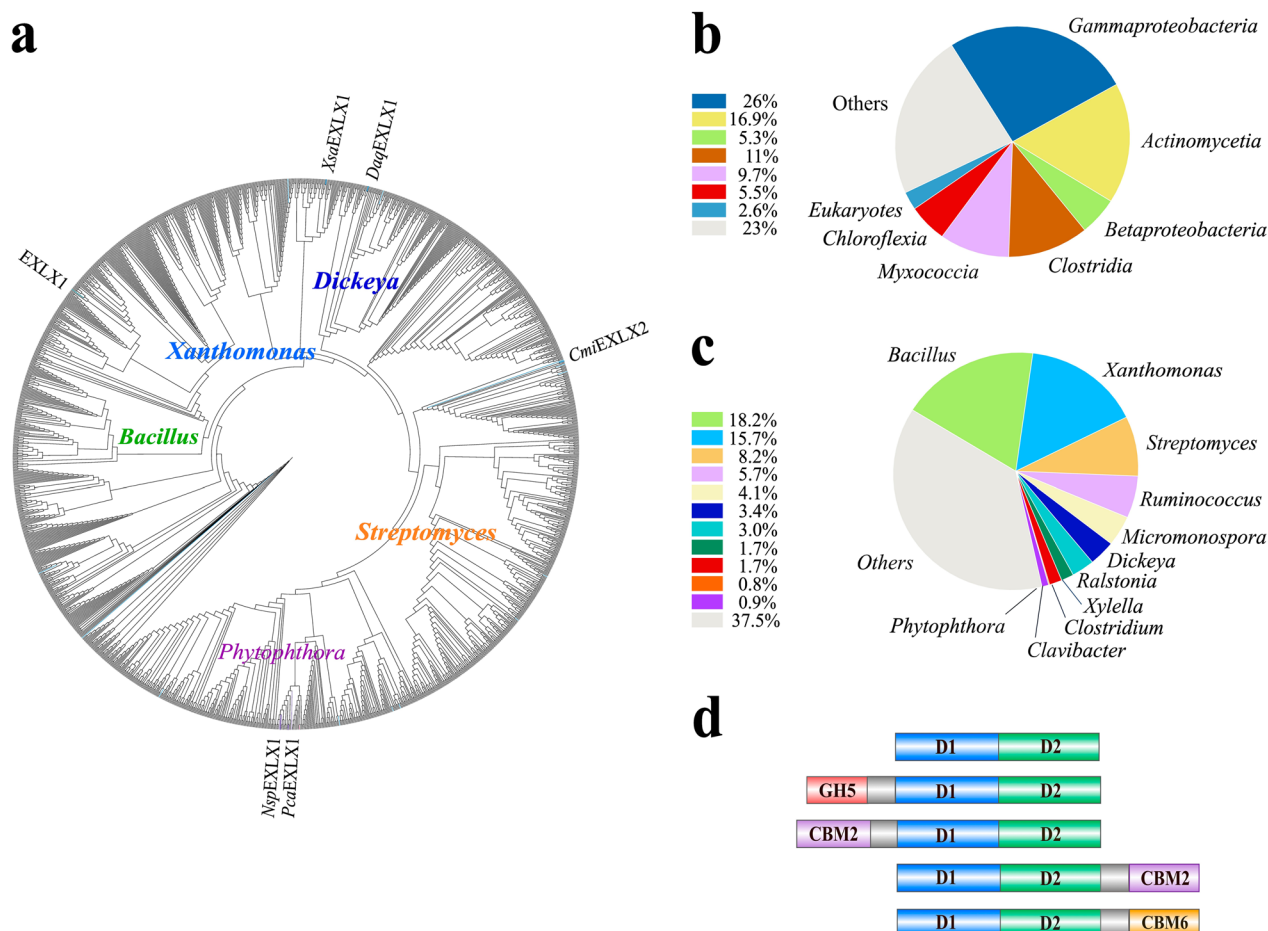 a
XsaEXLX1
DaqEXLX1
EXLX1
CmiEXLX2
Dickeya
Xanthomonas
Bacillus
Streptomyces
Phytophthora
NspEXLX1
PcaEXLX1
b
26%
16.9%
5.3%
11%
9.7%
5.5%
2.6%
23%
Gammaproteobacteria
Others
Actinomycetia
Eukaryotes
Betaproteobacteria
Chloroflexia
Clostridia
Myxococcia
c
18.2%
15.7%
8.2%
5.7%
4.1%
3.4%
3.0%
1.7%
1.7%
0.8%
0.9%
37.5%
Bacillus
Xanthomonas
Streptomyces
Ruminococcus
Micromonospora
Dickeya
Others
Ralstonia
Xylella
Phytophthora
Clostridium
Clavibacter
d
D1 D2
GH5 D1 D2
CBM2 D1 D2
D1 D2 CBM2
D1 D2 CBM6